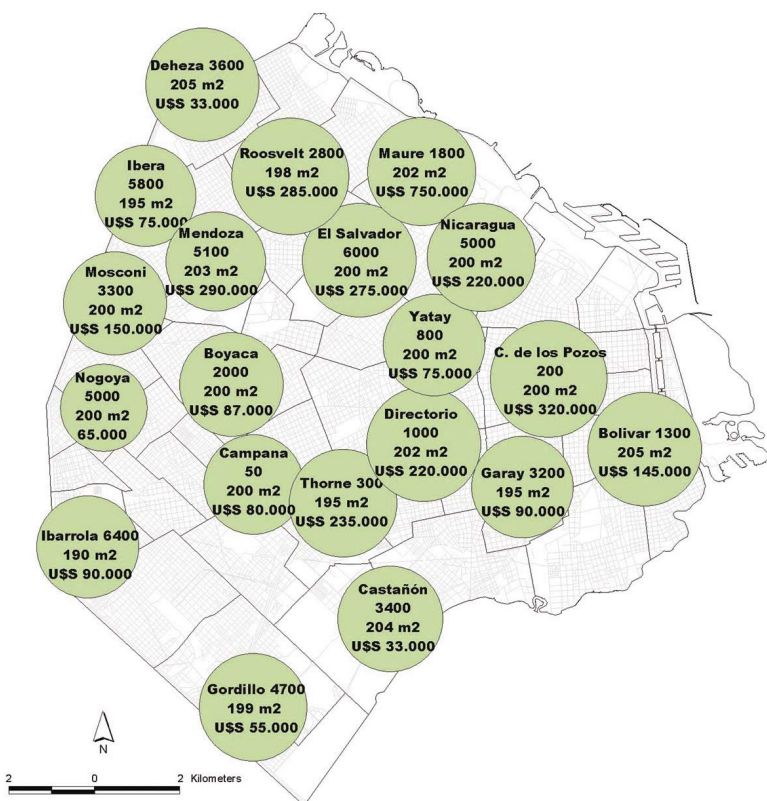 Deheza 3600
205 m2
U$S 33.000
Roosvelt 2800
198 m2
U$S 285.000
Maure 1800
202 m2
U$S 750.000
Ibera
5800
195 m2
U$S 75.000
Mendoza
5100
203 m2
U$S 290.000
El Salvador
6000
200 m2
U$S 275.000
Nicaragua
5000
200 m2
U$S 220.000
Mosconi
3300
200 m2
U$S 150.000
Yatay
800
200 m2
U$S 75.000
Boyaca
2000
200 m2
U$S 87.000
C. de los Pozos
200
200 m2
U$S 320.000
Nogoya
5000
200 m2
65.000
Directorio
1000
202 m2
U$S 220.000
Bolivar 1300
205 m2
U$S 145.000
Campana
50
200 m2
U$S 80.000
Thorne 300
195 m2
U$S 235.000
Garay 3200
195 m2
U$S 90.000
Ibarrola 6400
190 m2
U$S 90.000
Castañón
3400
204 m2
U$S 33.000
Gordillo 4700
199 m2
U$S 55.000
N
2 0 2 Kilometers